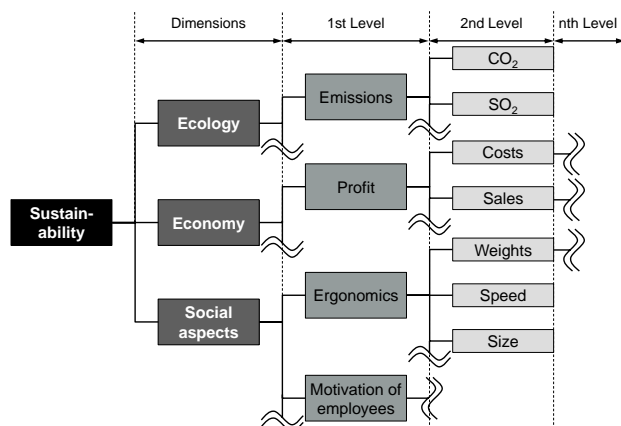 Dimensions
1st Level
2nd Level
nth Level
Sustain-
ability
Ecology
Economy
Social
aspects
Emissions
Profit
Ergonomics
Motivation of
employees
CO₂
SO₂
Costs
Sales
Weights
Speed
Size